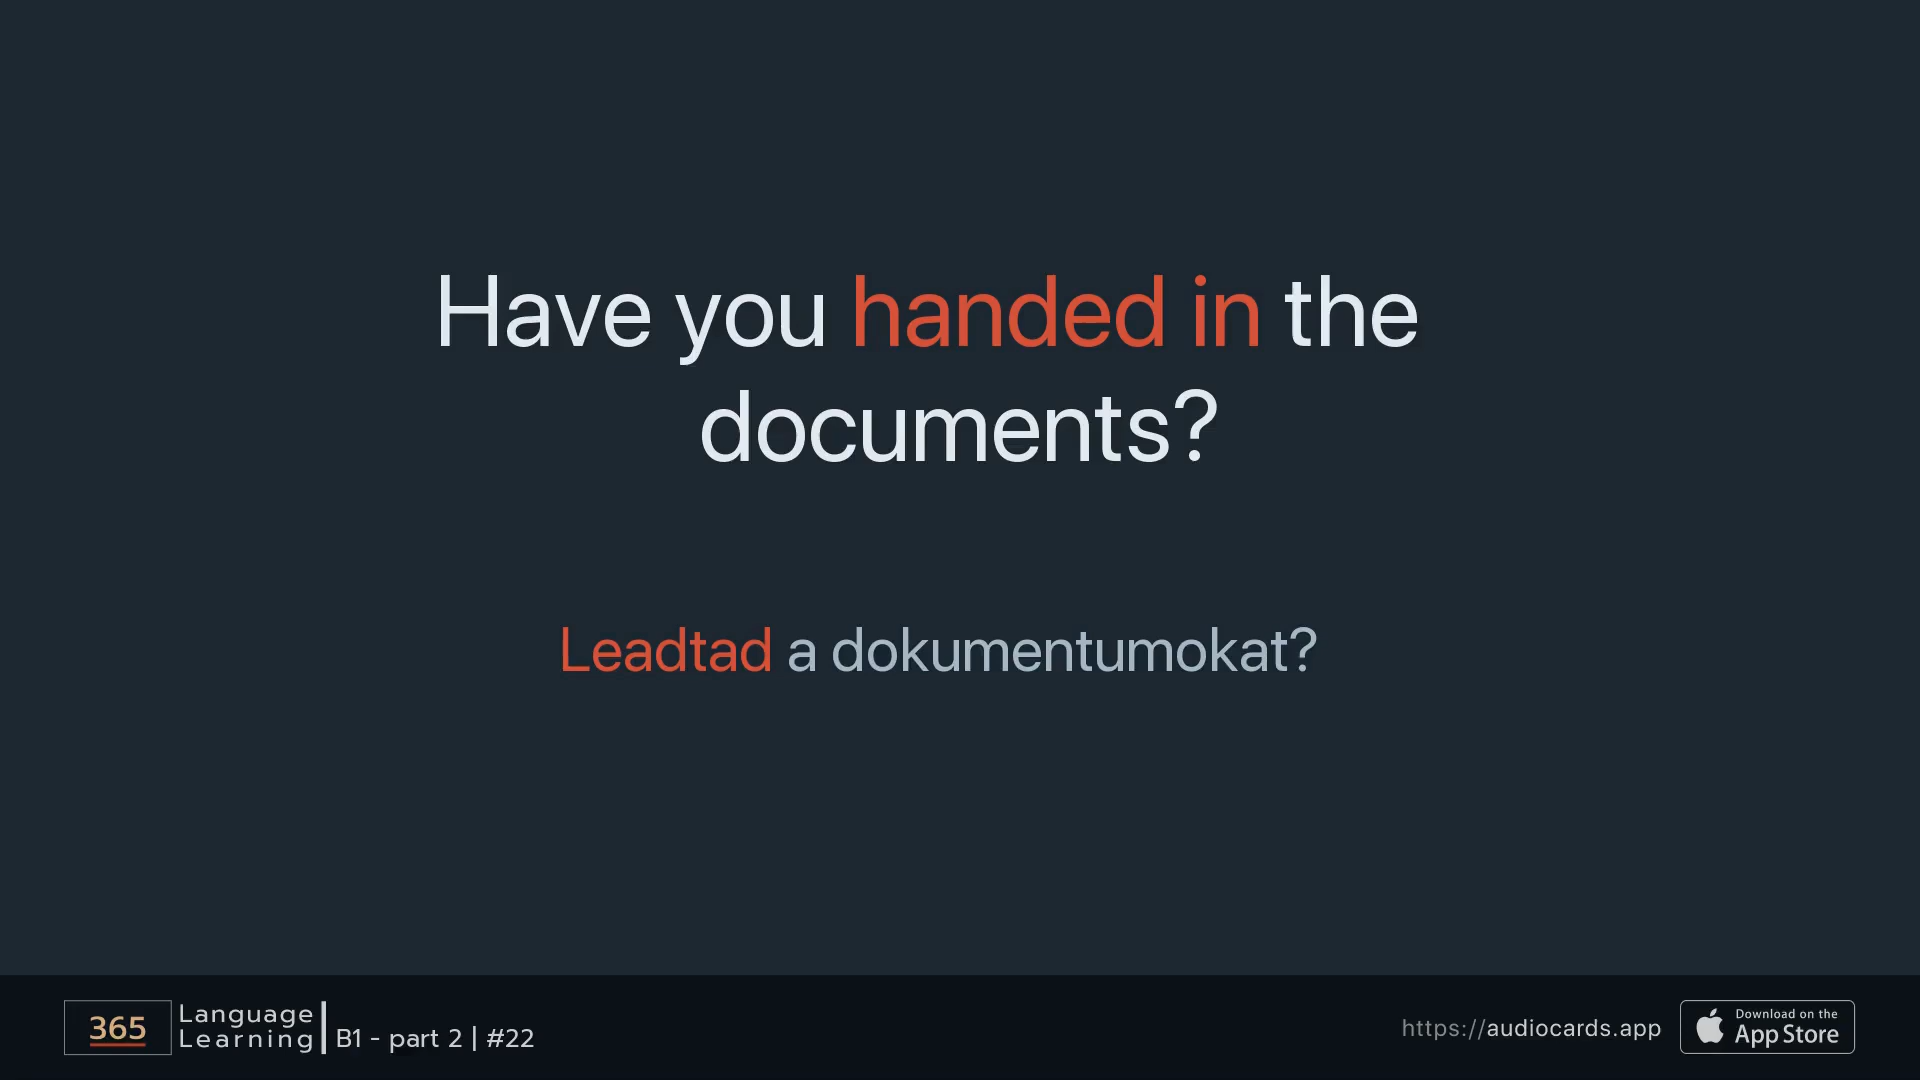 Have you handed in the
documents?
Leadtad a dokumentumokat?
365
Language
Learning
B1 - part 2 | #22
https://audiocards.app
Download on the
App Store